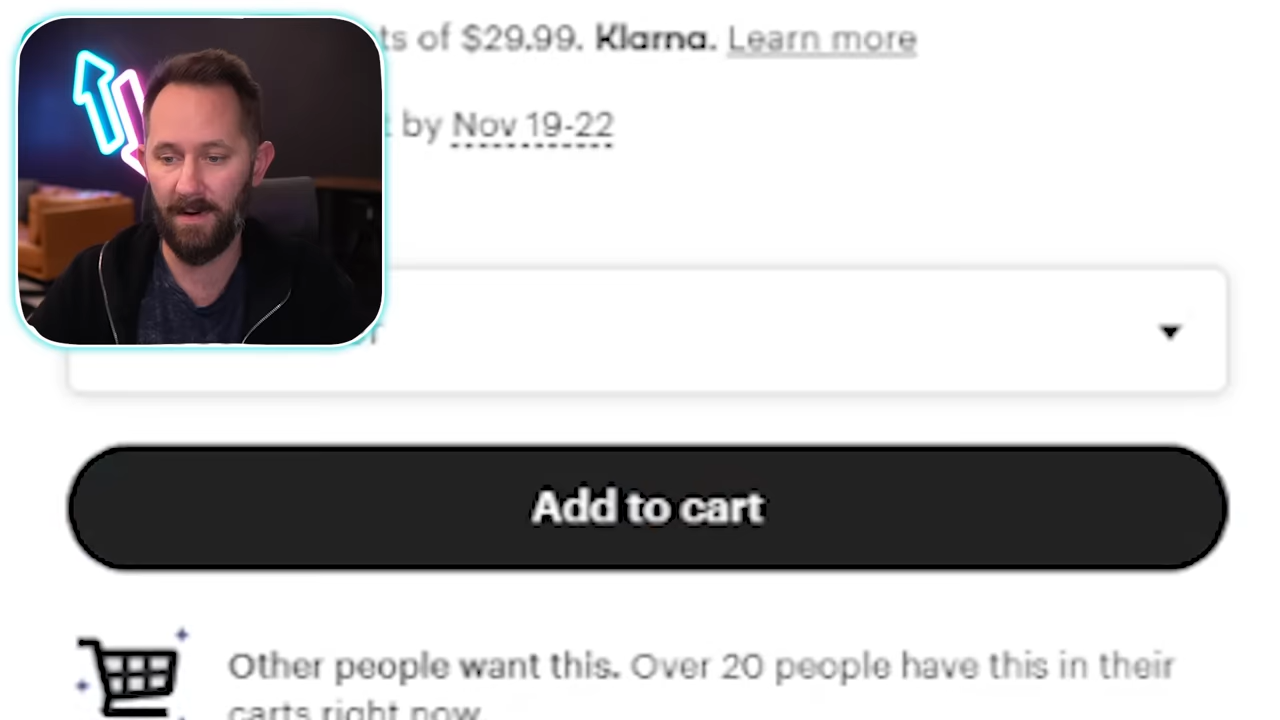 of $29.99. Klarna. Learn more
by Nov 19-22
Add to cart
Other people want this. Over 20 people have this in their
carts right now.